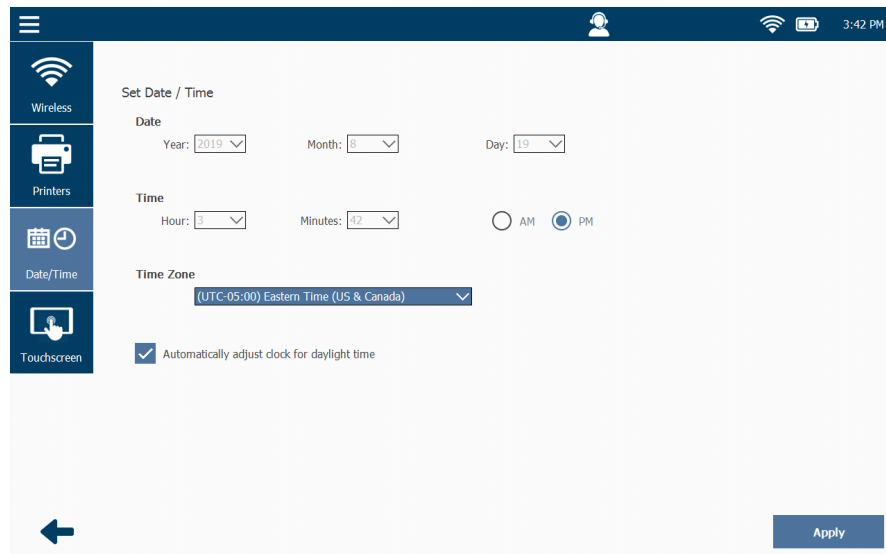 3:42 PM
Wireless
Printers
Date/Time
Touchscreen
Set Date / Time
Date
Year: 2019 Month: 8 Day: 19
Time
Hour: 3 Minutes: 42 AM PM
Time Zone
(UTC-05:00) Eastern Time (US & Canada)
Automatically adjust clock for daylight time
Apply